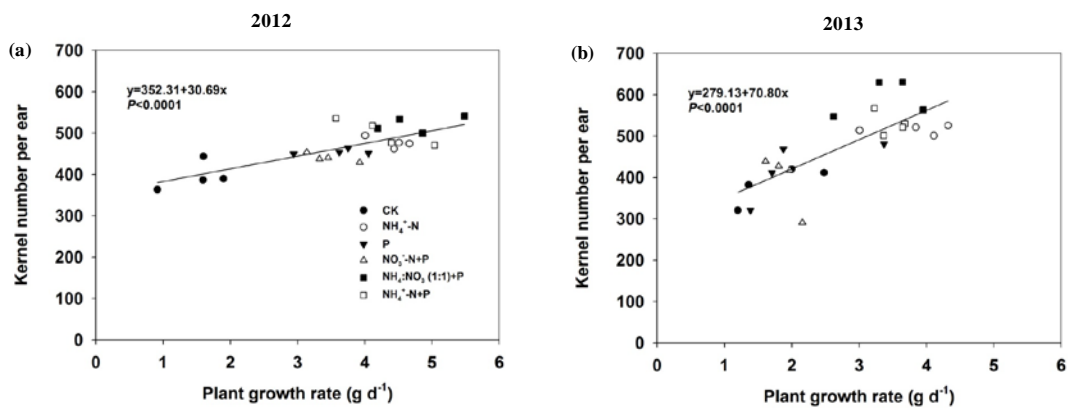 2012
(a)
700
600
500
400
300
200
100
0
Kernel number per ear
y=352.31+30.69x
P<0.0001
CK
NH₄⁺-N
P
NO₃⁻-N+P
NH₄:NO₃ (1:1)+P
NH₄⁺-N+P
0 1 2 3 4 5 6
Plant growth rate (g d⁻¹)
2013
(b)
700
600
500
400
300
200
100
0
Kernel number per ear
y=279.13+70.80x
P<0.0001
0 1 2 3 4 5 6
Plant growth rate (g d⁻¹)